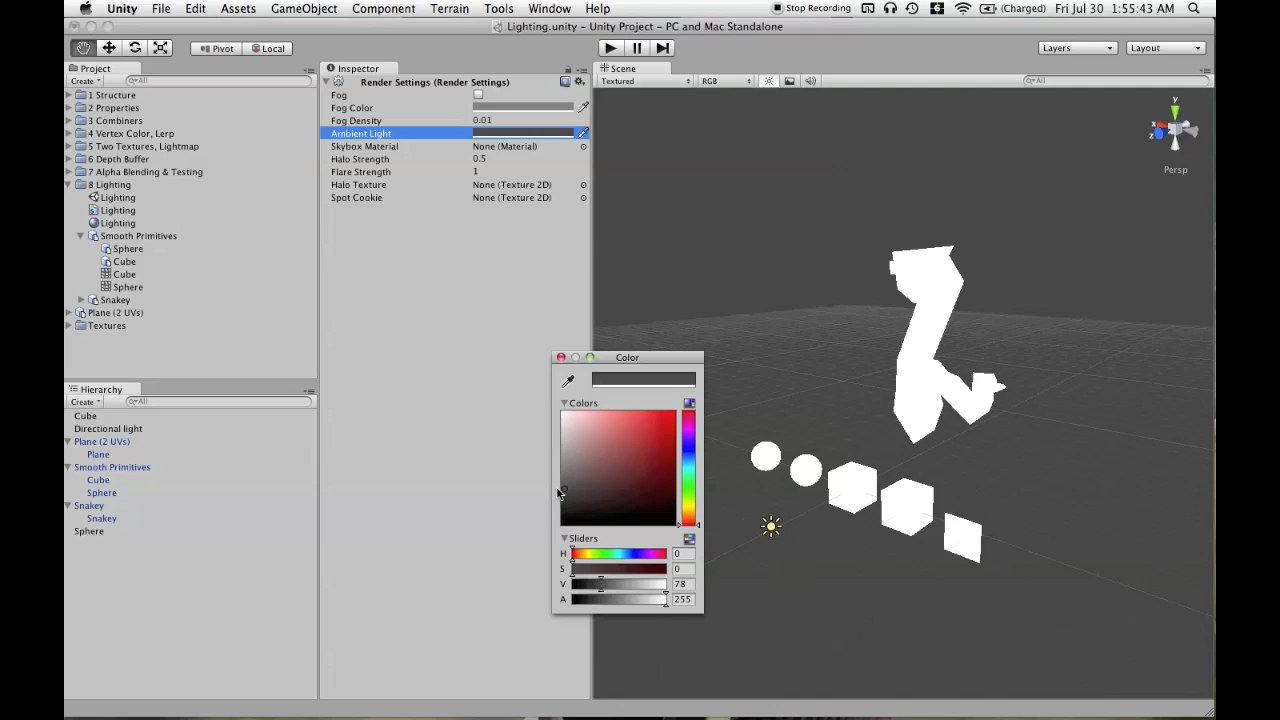 Unity File Edit Assets GameObject Component Terrain Tools Window Help Stop Recording 6 (Charged) Fri Jul 30 1:55:43 AM
Lighting.unity – Unity Project – PC and Mac Standalone
Pivot Local Layers Layout
Project
Create All
1 Structure
2 Properties
3 Combiners
4 Vertex Color, Lerp
5 Two Textures, Lightmap
6 Depth Buffer
7 Alpha Blending & Testing
8 Lighting
Lighting
Lighting
Lighting
Smooth Primitives
Sphere
Cube
Cube
Sphere
Snakey
Plane (2 UVs)
Textures
Hierarchy
Create All
Cube
Directional light
Plane (2 UVs)
Plane
Smooth Primitives
Cube
Sphere
Snakey
Snakey
Sphere
Inspector
Render Settings (Render Settings)
Fog
Fog Color
Fog Density 0.01
Ambient Light
Skybox Material None (Material)
Halo Strength 0.5
Flare Strength 1
Halo Texture None (Texture 2D)
Spot Cookie None (Texture 2D)
Scene
Textured RGB All
y
x
z
Persp
Color
Colors
Sliders
H 0
S 0
V 78
A 255